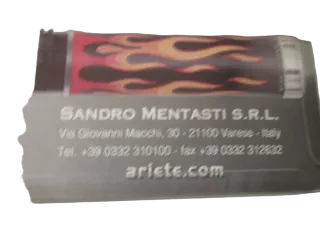 SANDRO MENTASTI S.R.L.
Via Giovanni Macchi, 30 - 21100 Varese - Italy
Tel. +39 0332 310100 - fax +39 0332 312632
ariete.com